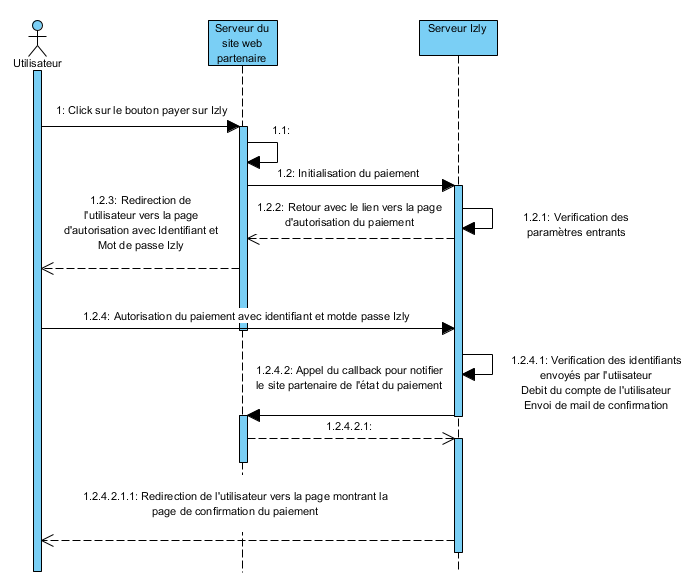 Utilisateur
Serveur du
site web
partenaire
Serveur Izly
1: Click sur le bouton payer sur Izly
1.1:
1.2: Initialisation du paiement
1.2.1: Verification des
paramètres entrants
1.2.2: Retour avec le lien vers la page
d'autorisation du paiement
1.2.3: Redirection de
l'utilisateur vers la page
d'autorisation avec Identifiant et
Mot de passe Izly
1.2.4: Autorisation du paiement avec identifiant et motde passe Izly
1.2.4.1: Verification des identifiants
envoyés par l'utiisateur
Debit du compte de l'utilisateur
Envoi de mail de confirmation
1.2.4.2: Appel du callback pour notifier
le site partenaire de l'état du paiement
1.2.4.2.1:
1.2.4.2.1.1: Redirection de l'utilisateur vers la page montrant la
page de confirmation du paiement